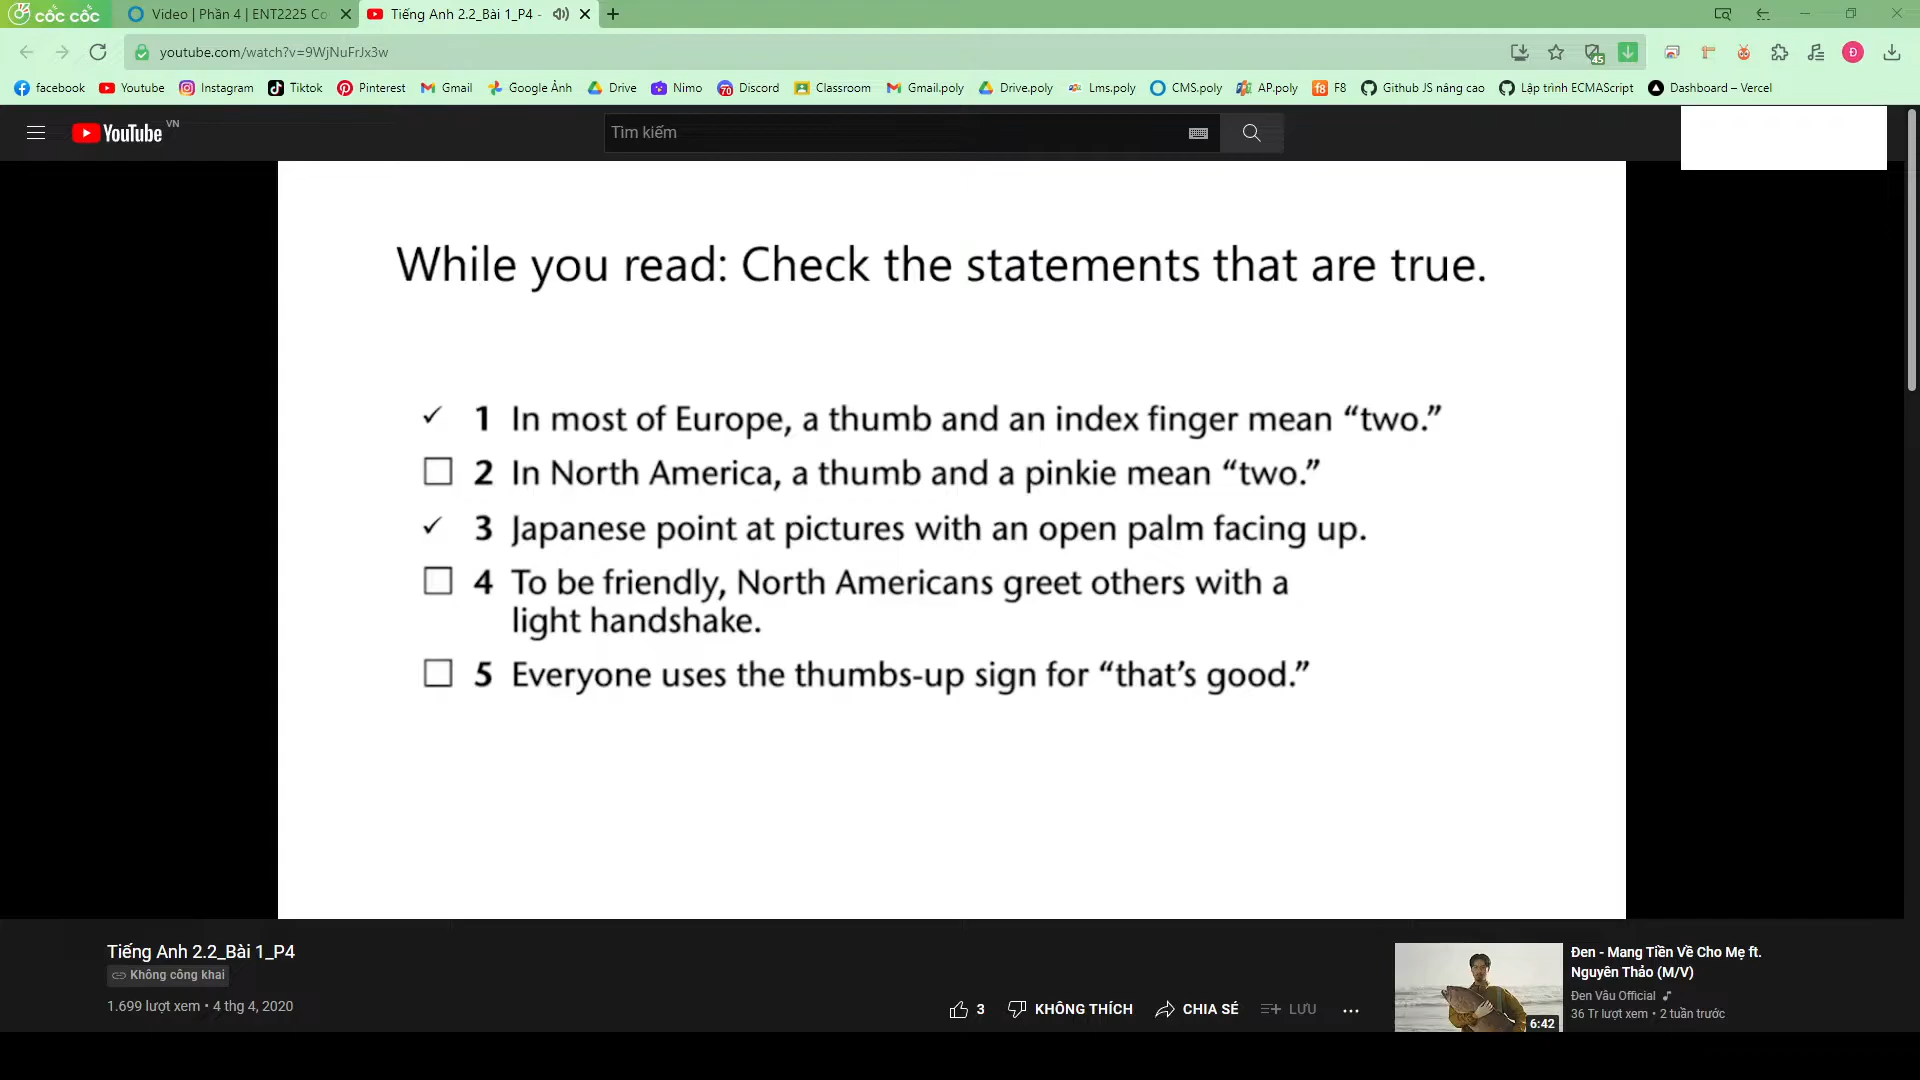 cốc cốc
Video | Phần 4 | ENT2225 Co
Tiếng Anh 2.2_Bài 1_P4 -
youtube.com/watch?v=9WjNuFrJx3w
45
Đ
facebook Youtube Instagram Tiktok Pinterest Gmail Google Ảnh Drive Nimo Discord Classroom Gmail.poly Drive.poly Lms.poly CMS.poly AP.poly F8 Github JS nâng cao Lập trình ECMAScript Dashboard – Vercel
YouTube VN
Tìm kiếm
While you read: Check the statements that are true.
✓ 1 In most of Europe, a thumb and an index finger mean “two.”
☐ 2 In North America, a thumb and a pinkie mean “two.”
✓ 3 Japanese point at pictures with an open palm facing up.
☐ 4 To be friendly, North Americans greet others with a
light handshake.
☐ 5 Everyone uses the thumbs-up sign for “that’s good.”
Tiếng Anh 2.2_Bài 1_P4
Không công khai
1.699 lượt xem • 4 thg 4, 2020
3 KHÔNG THÍCH CHIA SẺ LƯU ...
6:42
Đen - Mang Tiền Về Cho Mẹ ft.
Nguyên Thảo (M/V)
Đen Vâu Official
36 Tr lượt xem • 2 tuần trước